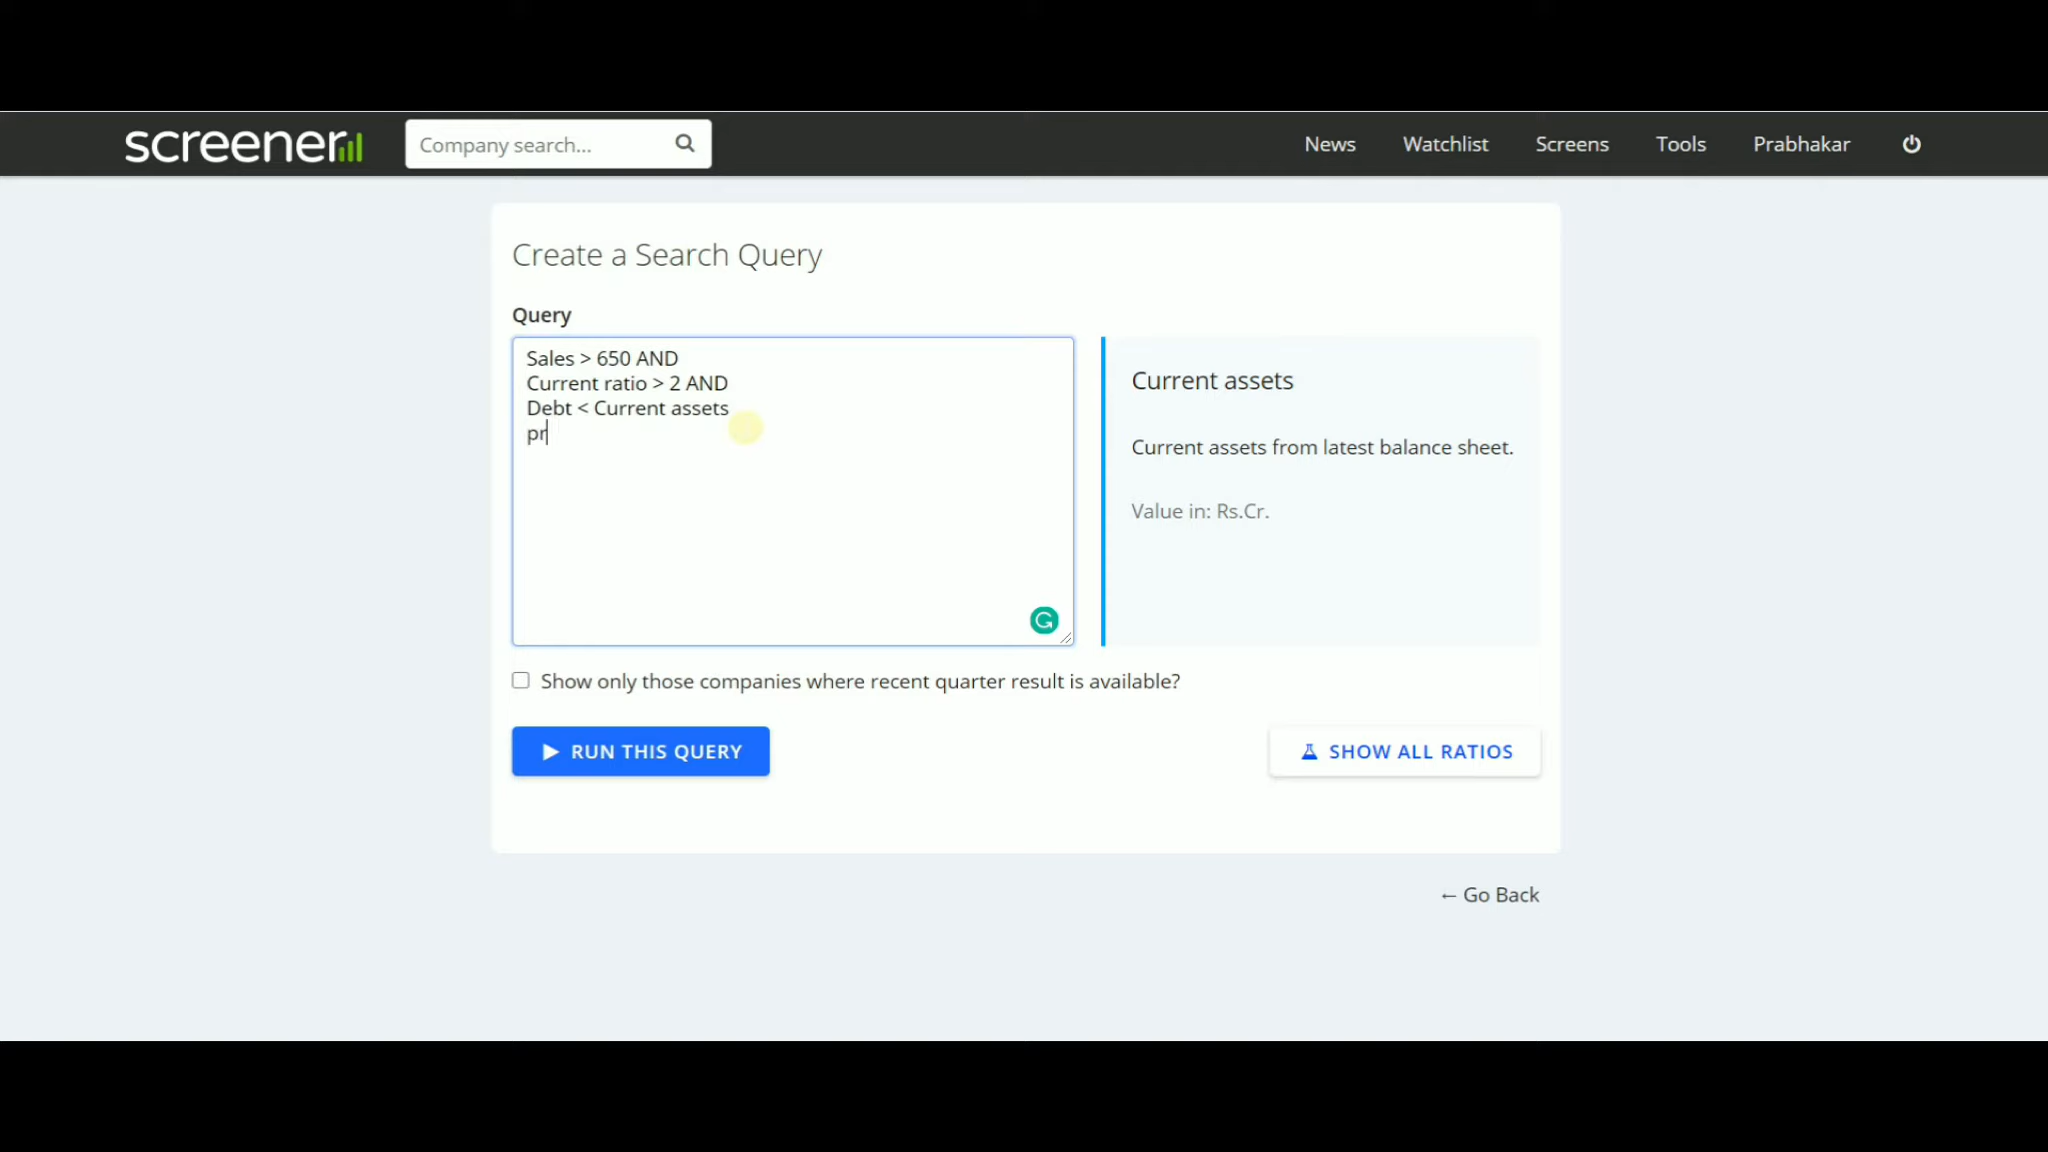 screener
Company search...
News Watchlist Screens Tools Prabhakar
Create a Search Query
Query
Sales > 650 AND
Current ratio > 2 AND
Debt < Current assets
pr
Current assets
Current assets from latest balance sheet.
Value in: Rs.Cr.
Show only those companies where recent quarter result is available?
RUN THIS QUERY
SHOW ALL RATIOS
← Go Back